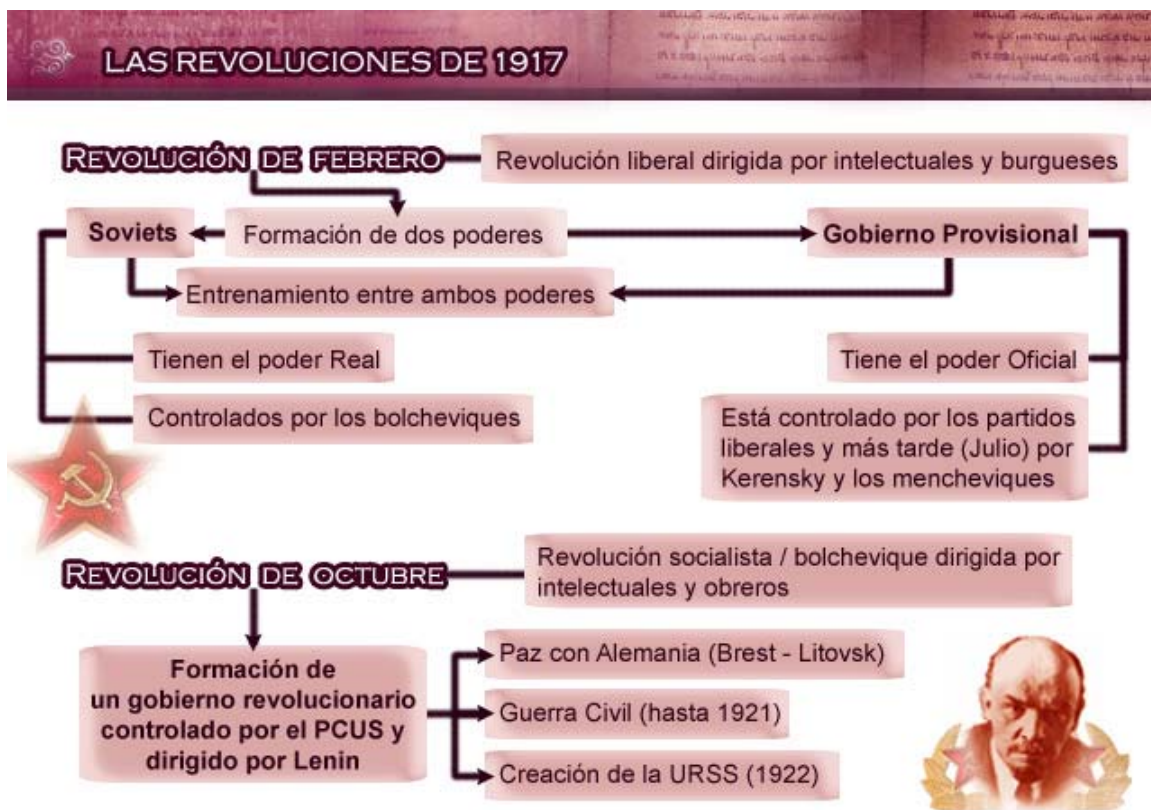 LAS REVOLUCIONES DE 1917
REVOLUCIÓN DE FEBRERO
Revolución liberal dirigida por intelectuales y burgueses
Soviets
Formación de dos poderes
Gobierno Provisional
Entrenamiento entre ambos poderes
Tienen el poder Real
Tiene el poder Oficial
Controlados por los bolcheviques
Está controlado por los partidos
liberales y más tarde (Julio) por
Kerensky y los mencheviques
REVOLUCIÓN DE OCTUBRE
Revolución socialista / bolchevique dirigida por
intelectuales y obreros
Formación de
un gobierno revolucionario
controlado por el PCUS y
dirigido por Lenin
Paz con Alemania (Brest - Litovsk)
Guerra Civil (hasta 1921)
Creación de la URSS (1922)